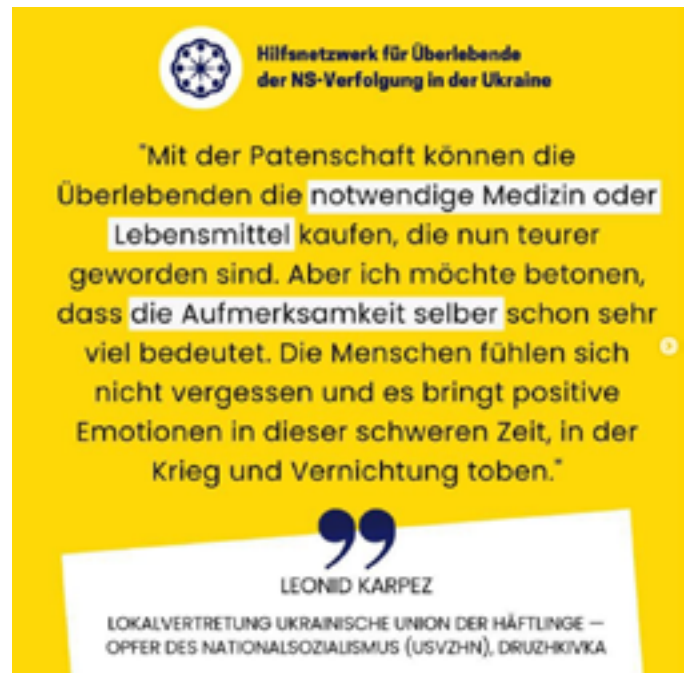 Hilfsnetzwerk für Überlebende
der NS-Verfolgung in der Ukraine
"Mit der Patenschaft können die
Überlebenden die notwendige Medizin oder
Lebensmittel kaufen, die nun teurer
geworden sind. Aber ich möchte betonen,
dass die Aufmerksamkeit selber schon sehr
viel bedeutet. Die Menschen fühlen sich
nicht vergessen und es bringt positive
Emotionen in dieser schweren Zeit, in der
Krieg und Vernichtung toben."
LEONID KARPEZ
LOKALVERTRETUNG UKRAINISCHE UNION DER HÄFTLINGE —
OPFER DES NATIONALSOZIALISMUS (USVZHN), DRUZHKIVKA